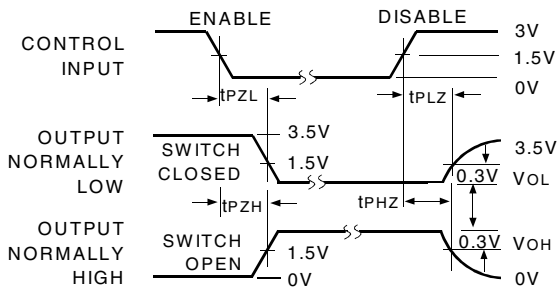 ENABLE
DISABLE
CONTROL
INPUT
3V
1.5V
0V
tPZL
tPLZ
OUTPUT
NORMALLY
LOW
SWITCH
CLOSED
3.5V
1.5V
3.5V
0.3V
VOL
tPZH
tPHZ
OUTPUT
NORMALLY
HIGH
SWITCH
OPEN
1.5V
0V
0.3V
VOH
0V